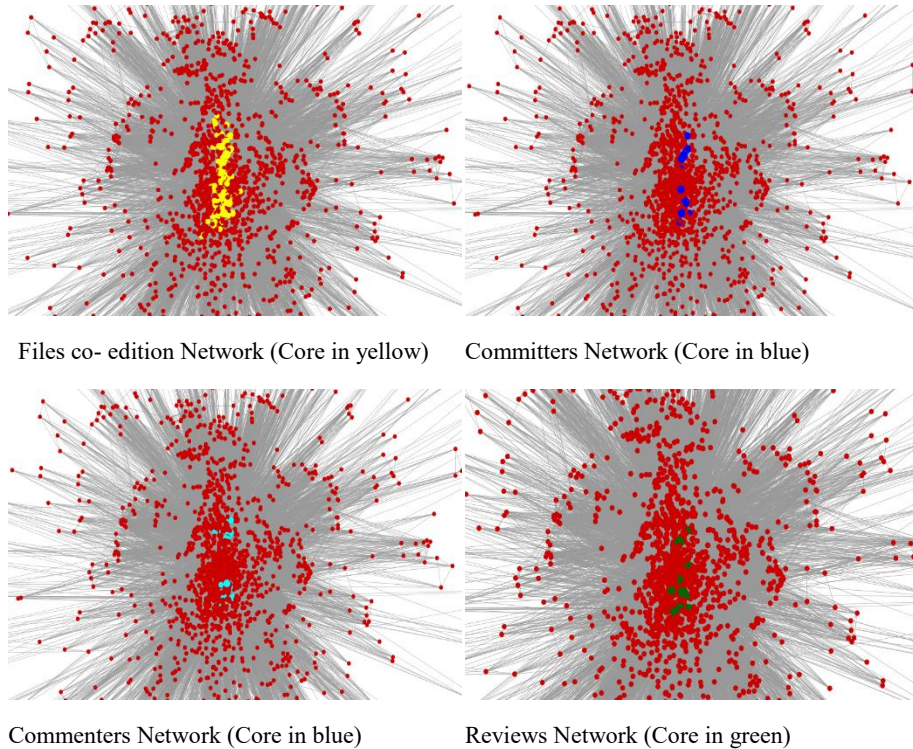 Files co- edition Network (Core in yellow)
Committers Network (Core in blue)
Commenters Network (Core in blue)
Reviews Network (Core in green)